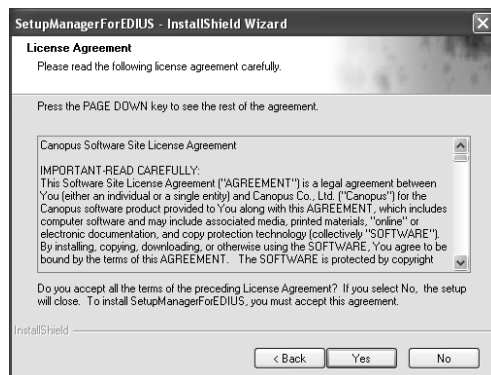 SetupManagerForEDIUS - InstallShield Wizard
License Agreement
Please read the following license agreement carefully.
Press the PAGE DOWN key to see the rest of the agreement.
Canopus Software Site License Agreement
IMPORTANT-READ CAREFULLY:
This Software Site License Agreement ("AGREEMENT") is a legal agreement between
You (either an individual or a single entity) and Canopus Co., Ltd. ("Canopus") for the
Canopus software product provided to You along with this AGREEMENT, which includes
computer software and may include associated media, printed materials, "online" or
electronic documentation, and copy protection technology (collectively "SOFTWARE").
By installing, copying, downloading, or otherwise using the SOFTWARE, You agree to be
bound by the terms of this AGREEMENT. The SOFTWARE is protected by copyright
Do you accept all the terms of the preceding License Agreement? If you select No, the setup
will close. To install SetupManagerForEDIUS, you must accept this agreement.
InstallShield
< Back Yes No